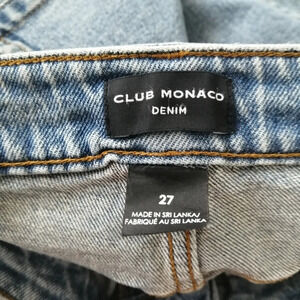 CLUB MONACO
DENIM
27
MADE IN SRI LANKA/
FABRIQUÉ AU SRI LANKA